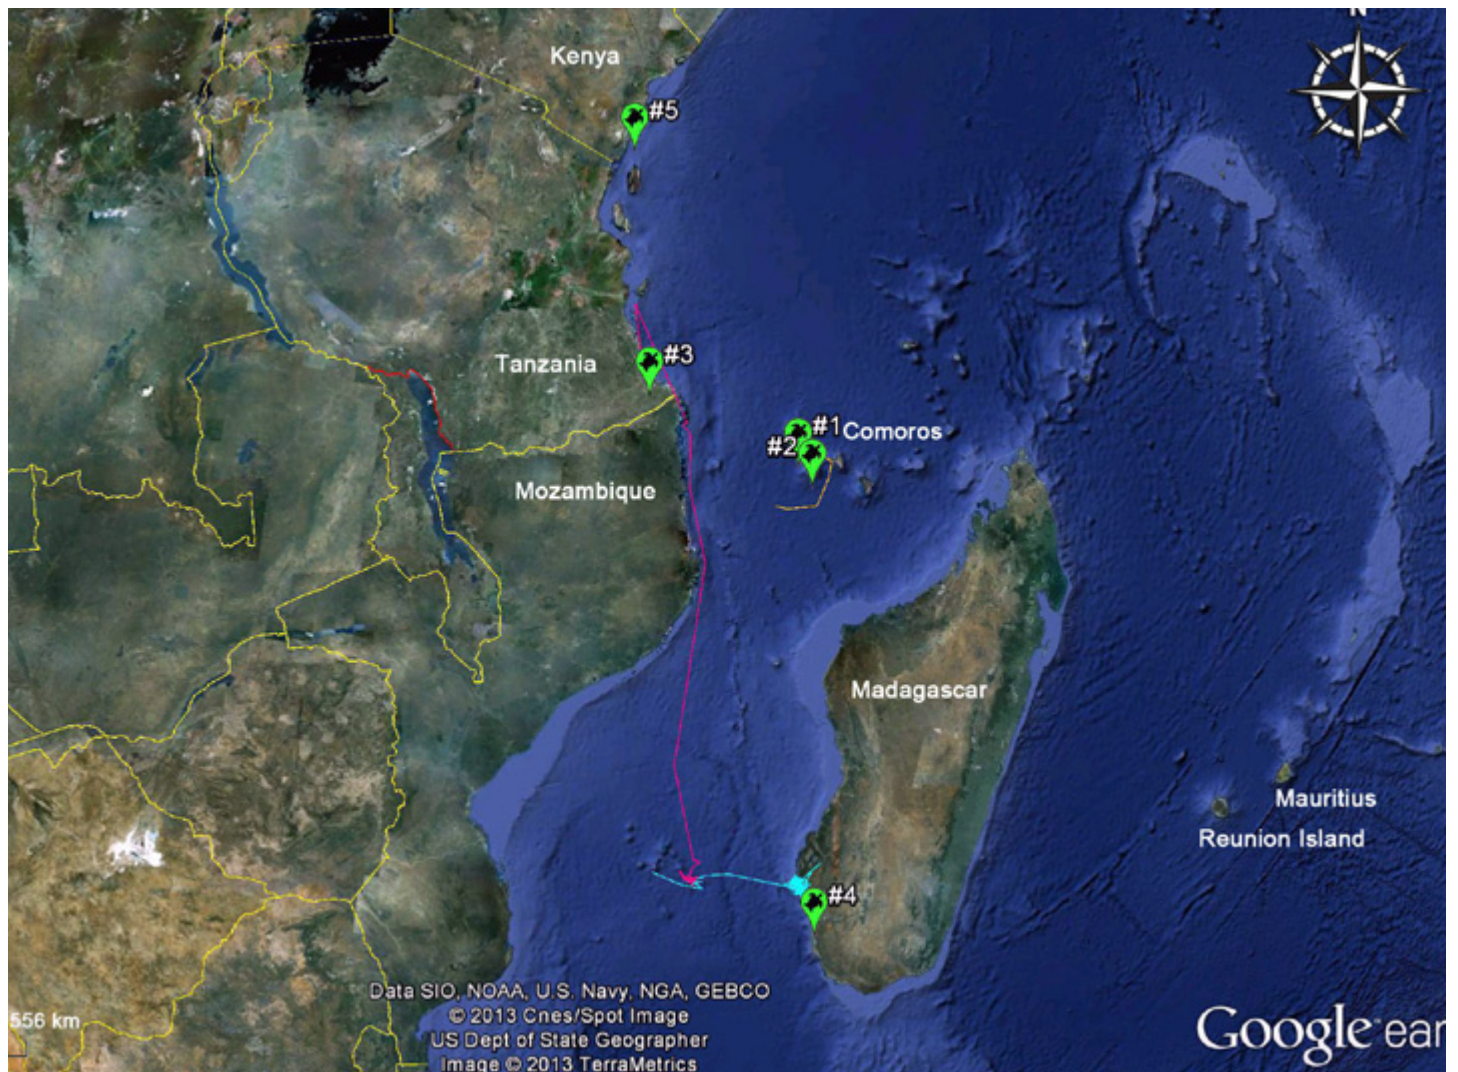 N
Kenya
#5
Tanzania
#3
#1
Comoros
#2
Mozambique
Madagascar
Mauritius
Reunion Island
#4
Data SIO, NOAA, U.S. Navy, NGA, GEBCO
© 2013 Cnes/Spot Image
US Dept of State Geographer
Image © 2013 TerraMetrics
556 km
Google ear